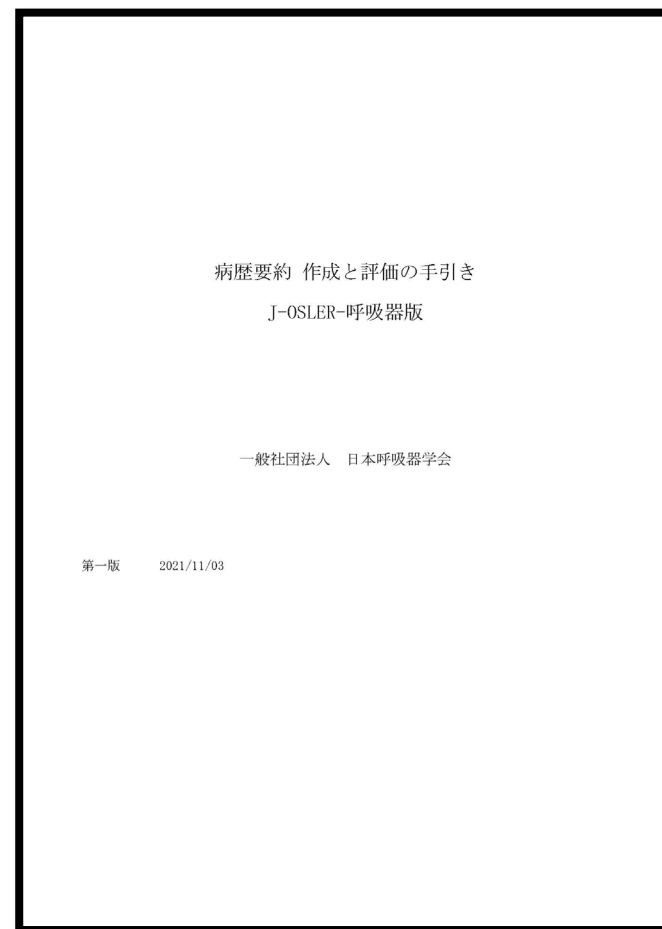 病歴要約 作成と評価の手引き
J-OSLER-呼吸器版
一般社団法人　日本呼吸器学会
第一版　　　2021/11/03